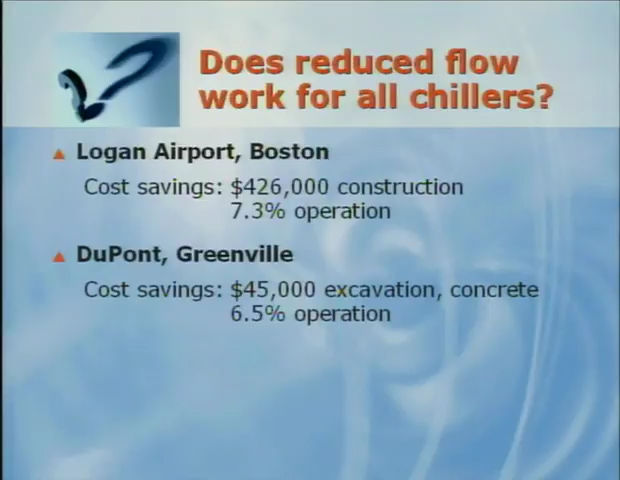 Does reduced flow
work for all chillers?
Logan Airport, Boston
Cost savings: $426,000 construction
7.3% operation
DuPont, Greenville
Cost savings: $45,000 excavation, concrete
6.5% operation